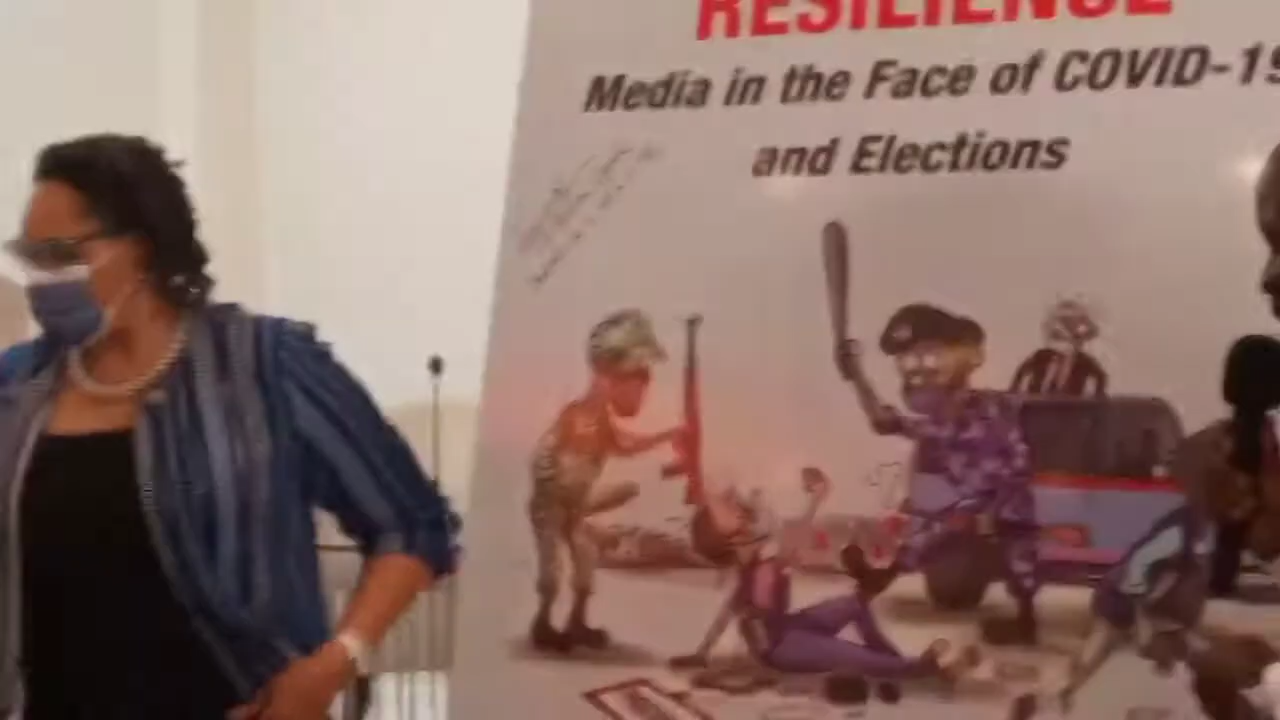 RESILIENCE
Media in the Face of COVID-19
and Elections